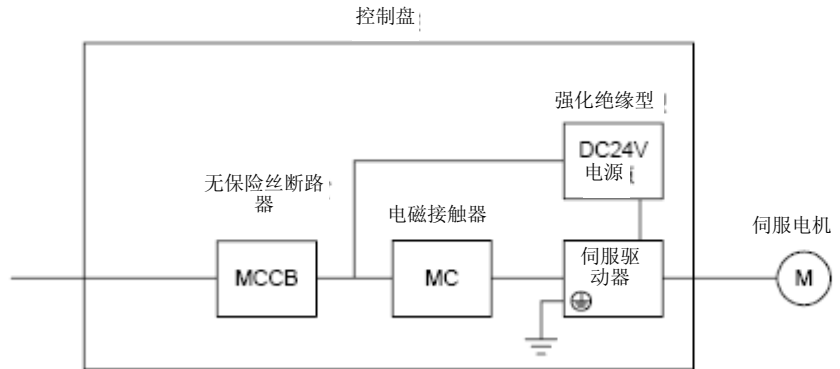 控制盘
强化绝缘型
DC24V
电源
无保险丝断路
器
电磁接触器
伺服电机
MCCB
MC
伺服驱
动器
M